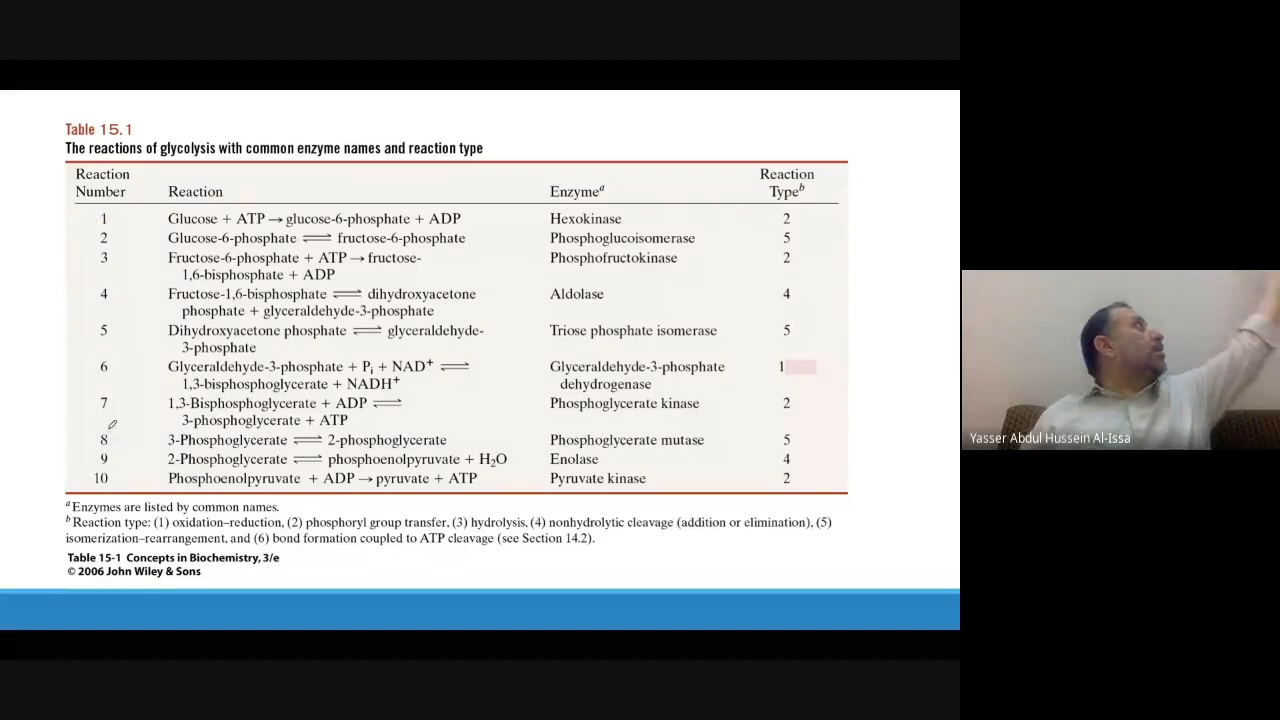 Table 15.1
The reactions of glycolysis with common enzyme names and reaction type
Reaction Number Reaction Enzymeᵃ Reaction Typeᵇ
1 Glucose + ATP → glucose-6-phosphate + ADP Hexokinase 2
2 Glucose-6-phosphate ⇌ fructose-6-phosphate Phosphoglucoisomerase 5
3 Fructose-6-phosphate + ATP → fructose- Phosphofructokinase 2
1,6-bisphosphate + ADP
4 Fructose-1,6-bisphosphate ⇌ dihydroxyacetone Aldolase 4
phosphate + glyceraldehyde-3-phosphate
5 Dihydroxyacetone phosphate ⇌ glyceraldehyde- Triose phosphate isomerase 5
3-phosphate
6 Glyceraldehyde-3-phosphate + Pᵢ + NAD⁺ ⇌ Glyceraldehyde-3-phosphate 1
1,3-bisphosphoglycerate + NADH⁺ dehydrogenase
7 1,3-Bisphosphoglycerate + ADP ⇌ Phosphoglycerate kinase 2
3-phosphoglycerate + ATP
8 3-Phosphoglycerate ⇌ 2-phosphoglycerate Phosphoglycerate mutase 5
9 2-Phosphoglycerate ⇌ phosphoenolpyruvate + H₂O Enolase 4
10 Phosphoenolpyruvate + ADP → pyruvate + ATP Pyruvate kinase 2
ᵃEnzymes are listed by common names.
ᵇReaction type: (1) oxidation–reduction, (2) phosphoryl group transfer, (3) hydrolysis, (4) nonhydrolytic cleavage (addition or elimination), (5)
isomerization–rearrangement, and (6) bond formation coupled to ATP cleavage (see Section 14.2).
Table 15-1 Concepts in Biochemistry, 3/e
© 2006 John Wiley & Sons
Yasser Abdul Hussein Al-Issa